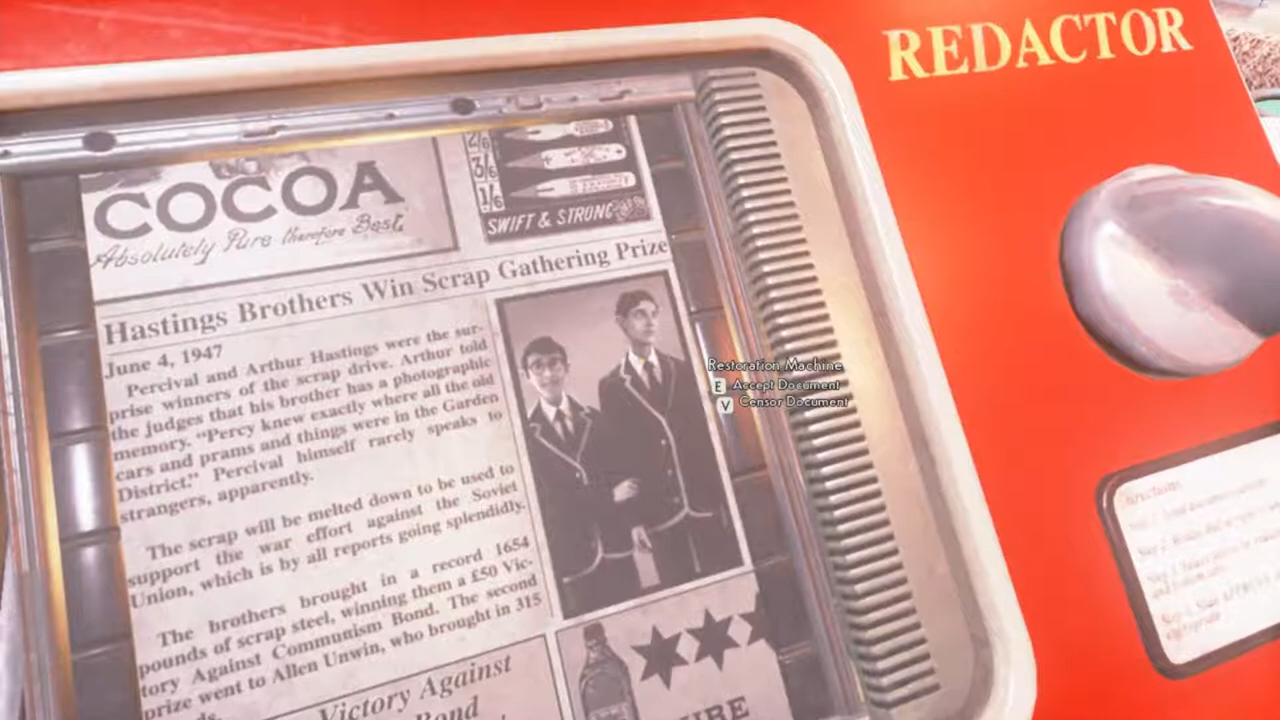 REDACTOR
2/6
3/6
1/6
COCOA
SWIFT & STRONG
Absolutely Pure therefore Best.
Hastings Brothers Win Scrap Gathering Prize
June 4, 1947
Percival and Arthur Hastings were the sur-
prise winners of the scrap drive. Arthur told
the judges that his brother has a photographic
memory. “Percy knew exactly where all the old
cars and prams and things were in the Garden
District.” Percival himself rarely speaks to
strangers, apparently.
The scrap will be melted down to be used to
support the war effort against the Soviet
Union, which is by all reports going splendidly.
The brothers brought in a record 1654
pounds of scrap steel, winning them a £50 Vic-
tory Against Communism Bond. The second
prize went to Allen Unwin, who brought in 315
Victory Against
Bond
Restoration Machine
E Accept Document
V Censor Document